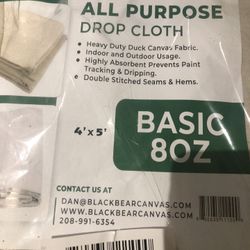 ALL PURPOSE
DROP CLOTH
• Heavy Duty Duck Canvas Fabric.
• Indoor and Outdoor Usage.
• Highly Absorbent Prevents Paint
Tracking & Dripping.
• Double Stitched Seams & Hems.
4' x 5'
BASIC
8OZ
CONTACT US AT
DAN@BLACKBEARCANVAS.COM
WWW.BLACKBEARCANVAS.COM
208-991-6354